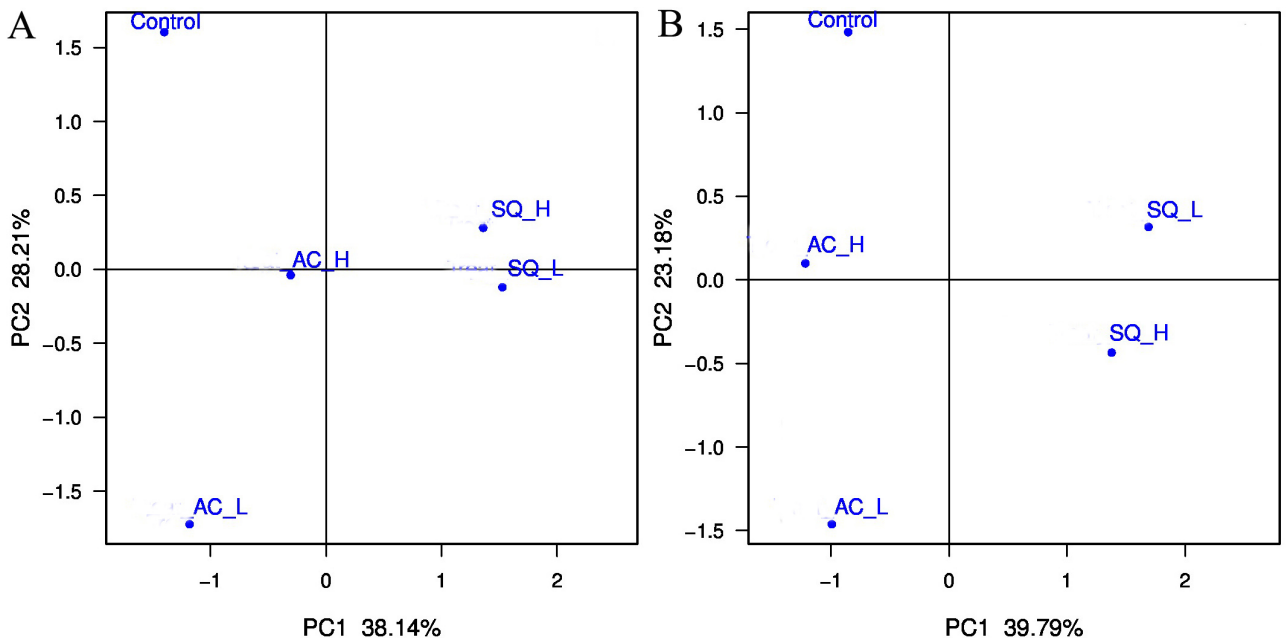 A
Control
1.5
1.0
0.5
0.0
−0.5
−1.0
−1.5
SQ_H
AC_H
SQ_L
AC_L
−1
0
1
2
PC1 38.14%
PC2 28.21%
B
Control
1.5
1.0
0.5
0.0
−0.5
−1.0
−1.5
SQ_L
AC_H
SQ_H
AC_L
−1
0
1
2
PC1 39.79%
PC2 23.18%